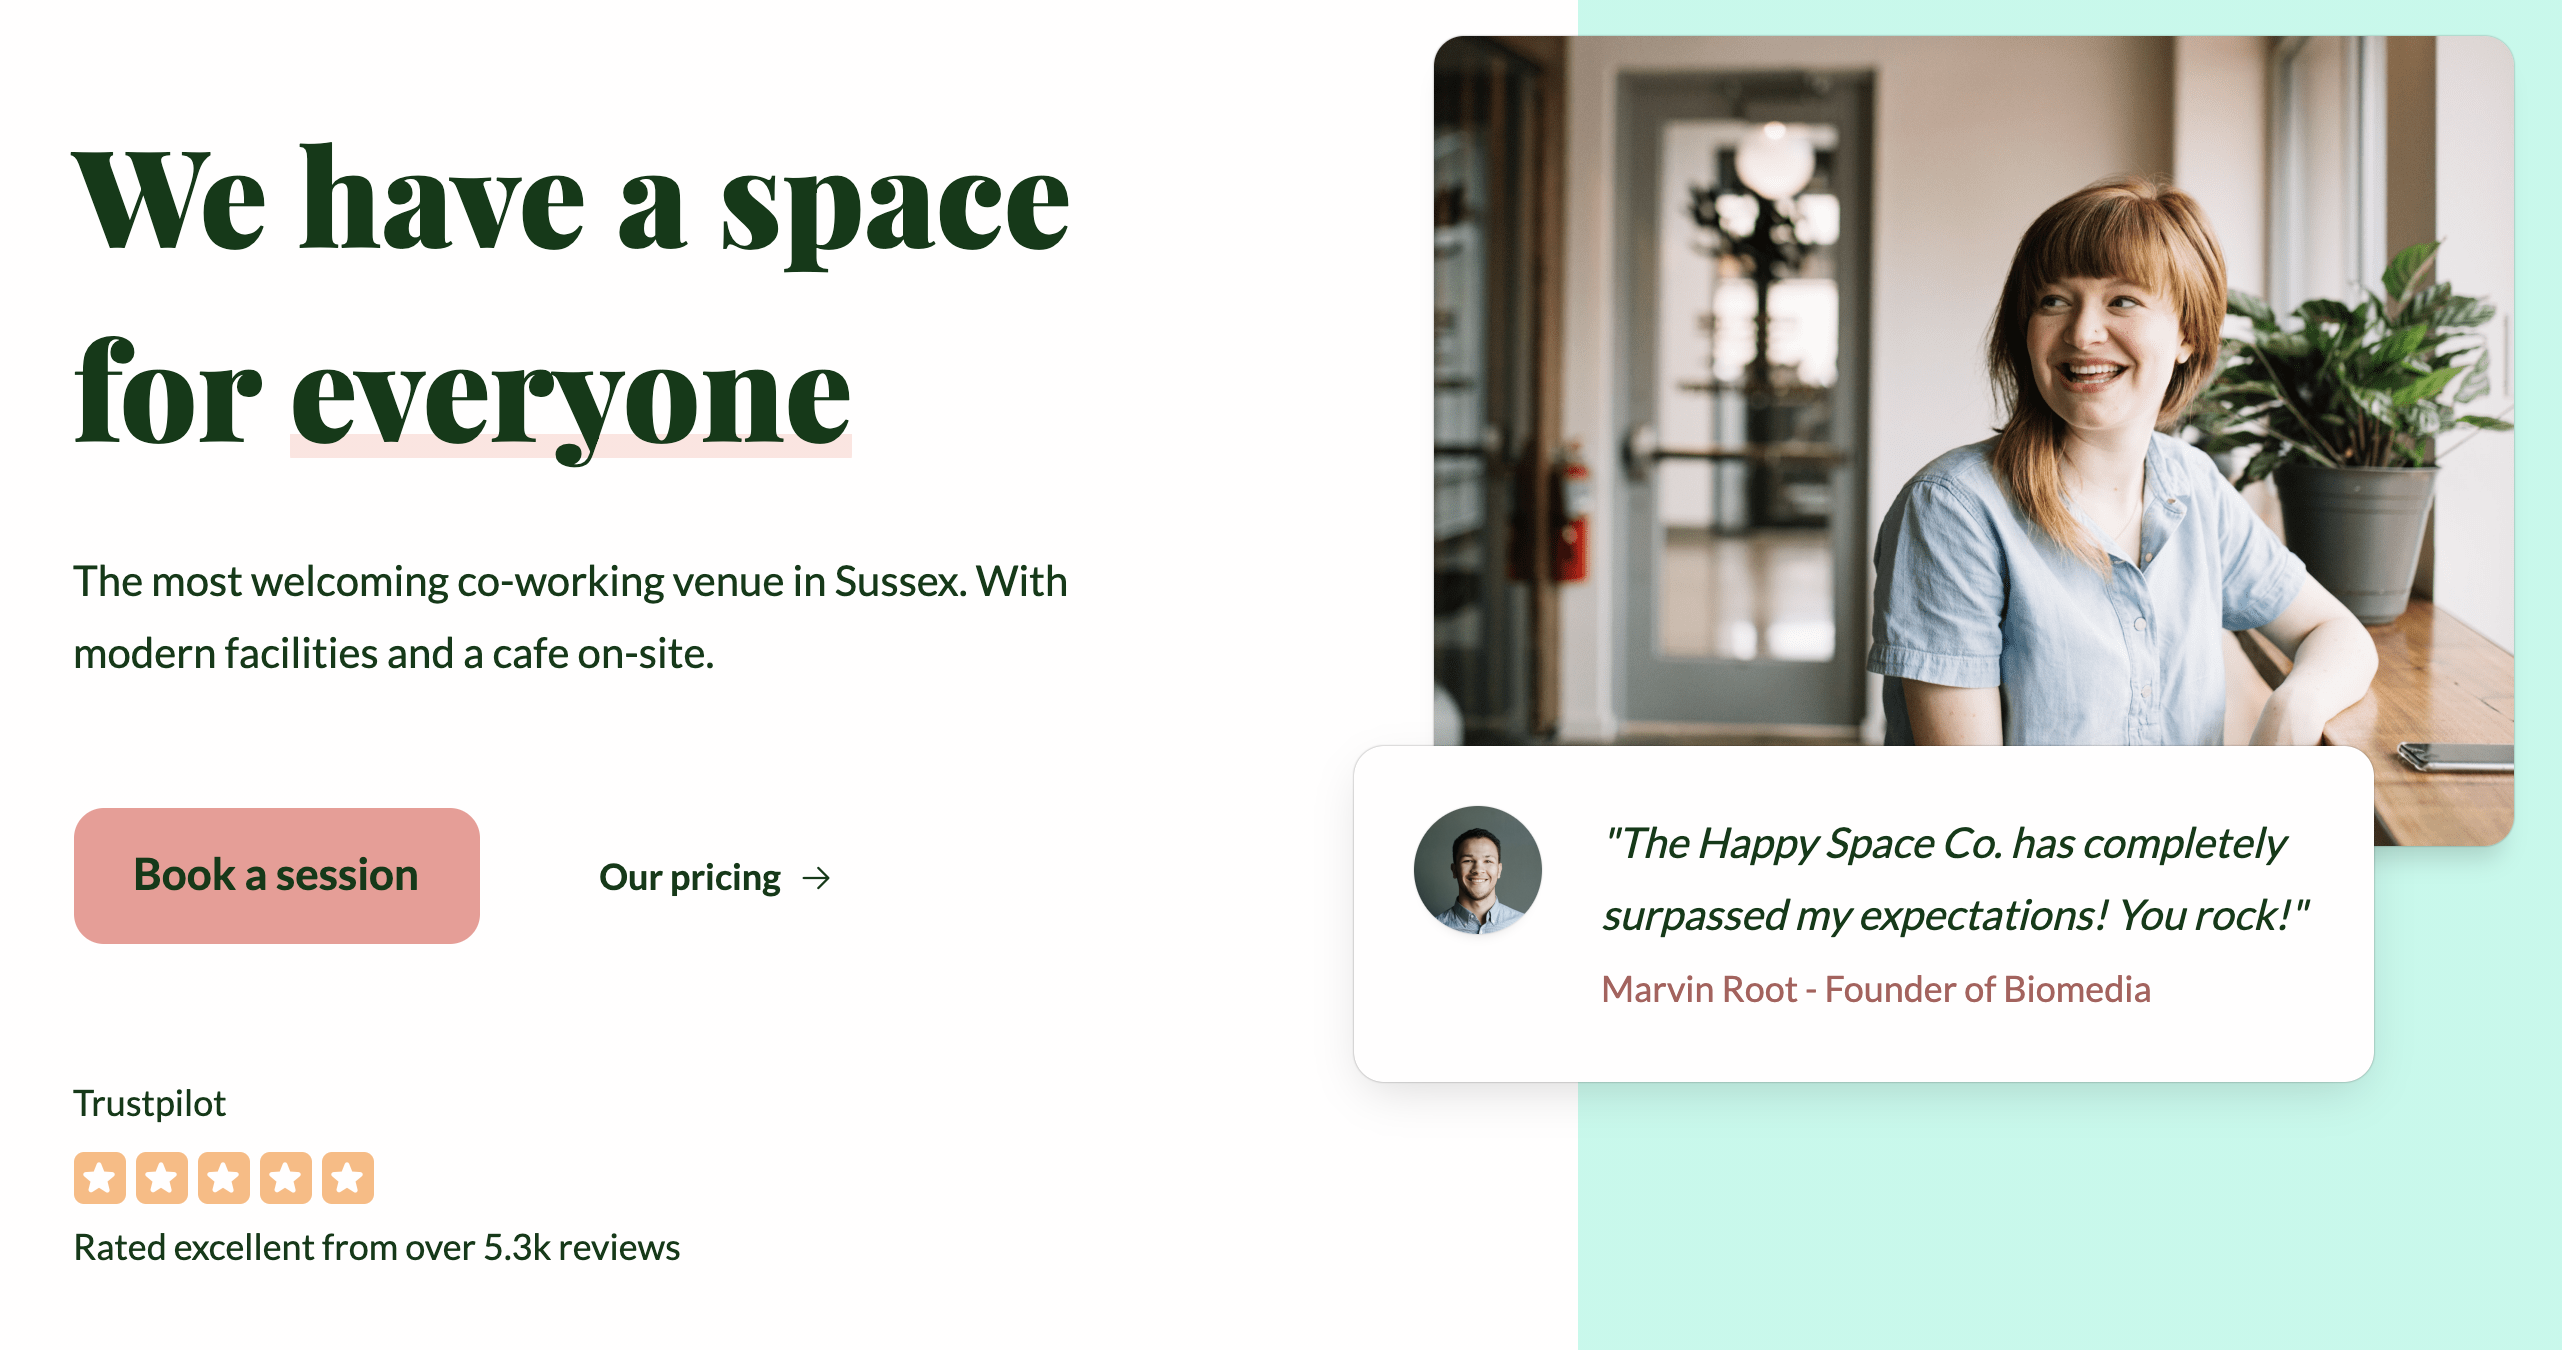 We have a space
for everyone
The most welcoming co-working venue in Sussex. With
modern facilities and a cafe on-site.
Book a session
Our pricing →
Trustpilot
Rated excellent from over 5.3k reviews
"The Happy Space Co. has completely
surpassed my expectations! You rock!"
Marvin Root - Founder of Biomedia